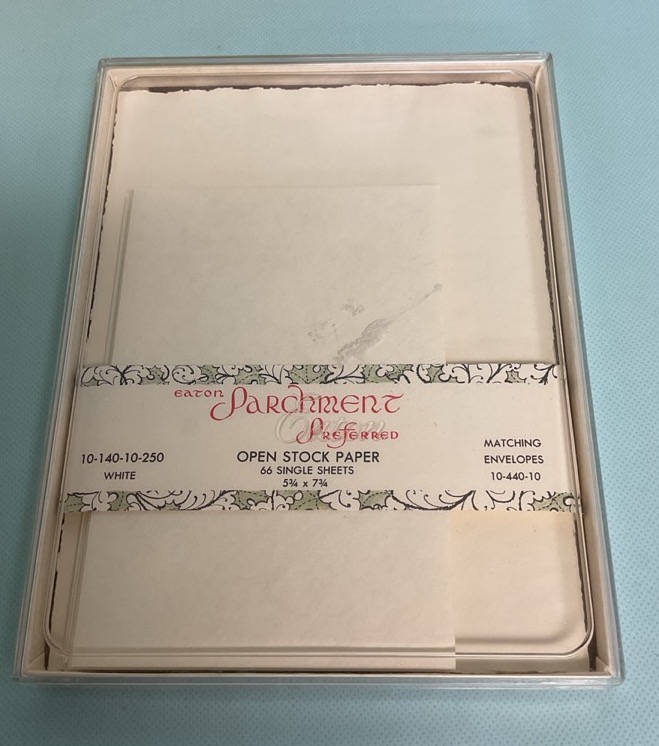 eaton
Parchment
Eaton
Preferred
10-140-10-250
WHITE
OPEN STOCK PAPER
66 SINGLE SHEETS
5¾ x 7¾
MATCHING
ENVELOPES
10-440-10